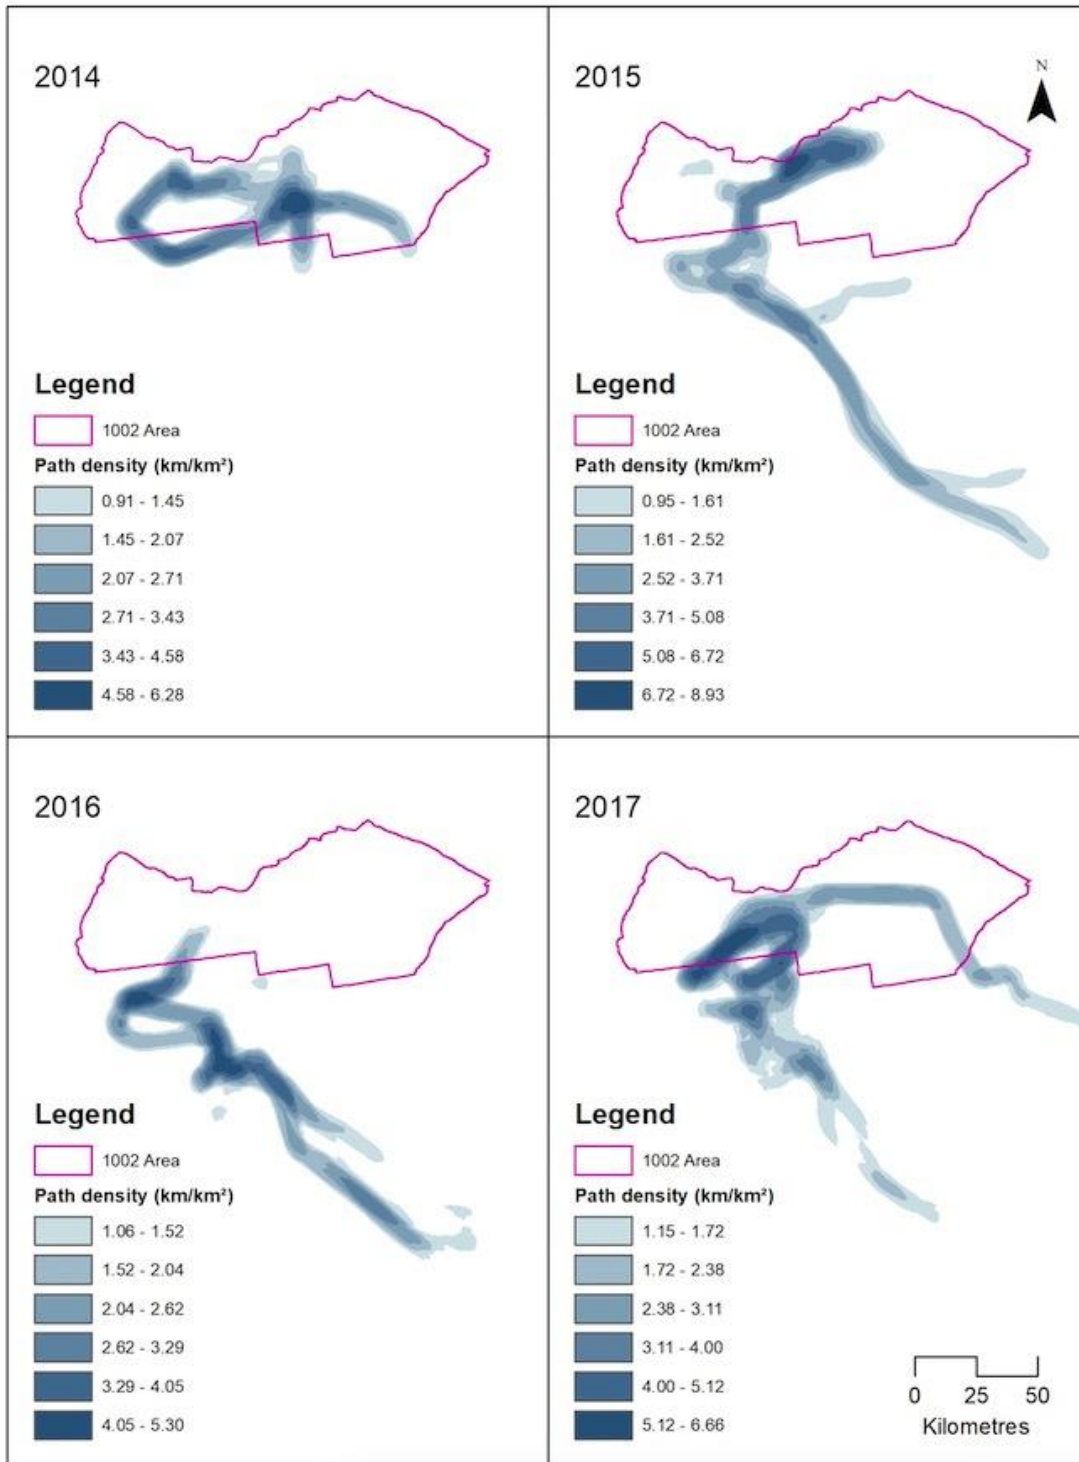 2014
Legend
1002 Area
Path density (km/km²)
0.91 - 1.45
1.45 - 2.07
2.07 - 2.71
2.71 - 3.43
3.43 - 4.58
4.58 - 6.28
2015
N
Legend
1002 Area
Path density (km/km²)
0.95 - 1.61
1.61 - 2.52
2.52 - 3.71
3.71 - 5.08
5.08 - 6.72
6.72 - 8.93
2016
Legend
1002 Area
Path density (km/km²)
1.06 - 1.52
1.52 - 2.04
2.04 - 2.62
2.62 - 3.29
3.29 - 4.05
4.05 - 5.30
2017
Legend
1002 Area
Path density (km/km²)
1.15 - 1.72
1.72 - 2.38
2.38 - 3.11
3.11 - 4.00
4.00 - 5.12
5.12 - 6.66
0 25 50
Kilometres